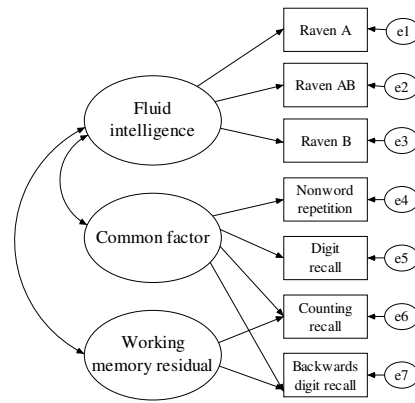 Raven A
e1
Fluid
intelligence
Raven AB
e2
Raven B
e3
Common factor
Nonword
repetition
e4
Digit
recall
e5
Working
memory residual
Counting
recall
e6
Backwards
digit recall
e7